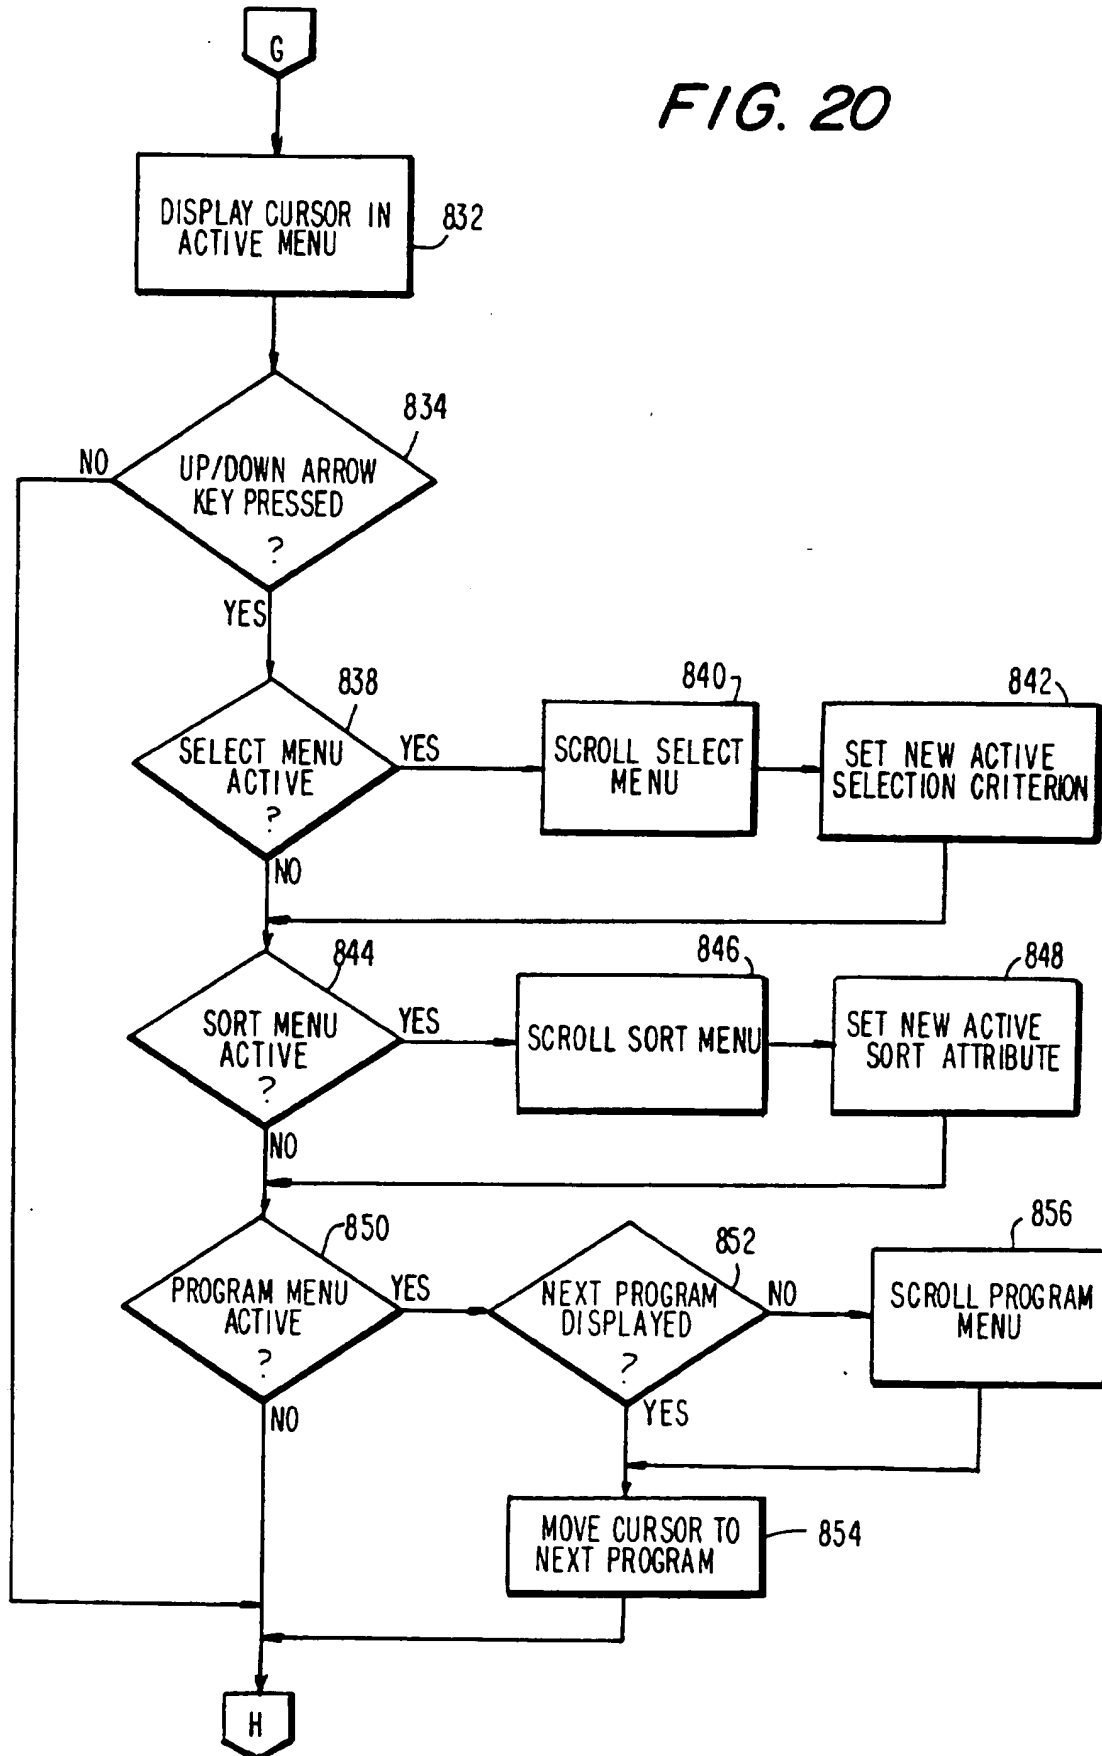 G
FIG. 20
DISPLAY CURSOR IN
ACTIVE MENU
832
834
NO
UP/DOWN ARROW
KEY PRESSED
?
YES
838
SELECT MENU
ACTIVE
?
YES
840
SCROLL SELECT
MENU
842
SET NEW ACTIVE
SELECTION CRITERION
NO
844
SORT MENU
ACTIVE
?
YES
846
SCROLL SORT MENU
848
SET NEW ACTIVE
SORT ATTRIBUTE
NO
850
PROGRAM MENU
ACTIVE
?
YES
852
NEXT PROGRAM
DISPLAYED
?
NO
856
SCROLL PROGRAM
MENU
NO
YES
MOVE CURSOR TO
NEXT PROGRAM
854
H